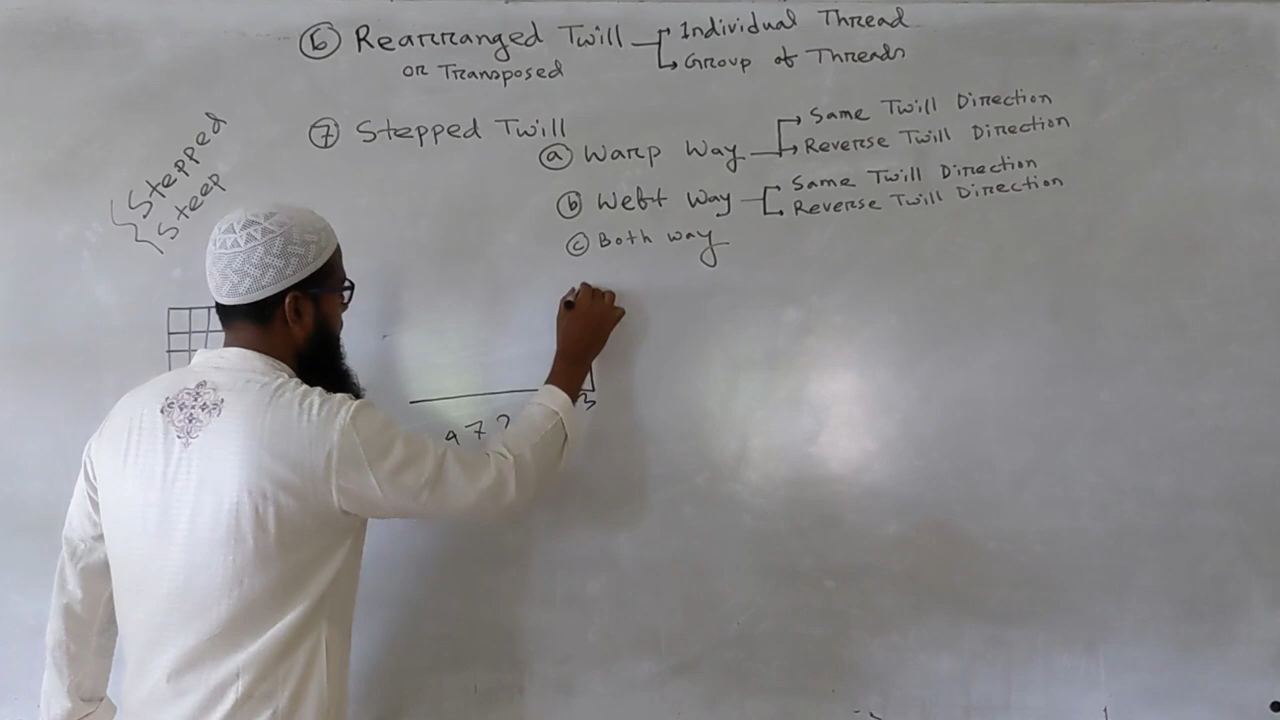 ⑥ Rearranged Twill Individual Thread
or Transposed Group of Threads
⑦ Stepped Twill
ⓐ Warp Way Same Twill Direction
Reverse Twill Direction
ⓑ Weft Way Same Twill Direction
Reverse Twill Direction
ⓒ Both way
Stepped
Steep
3